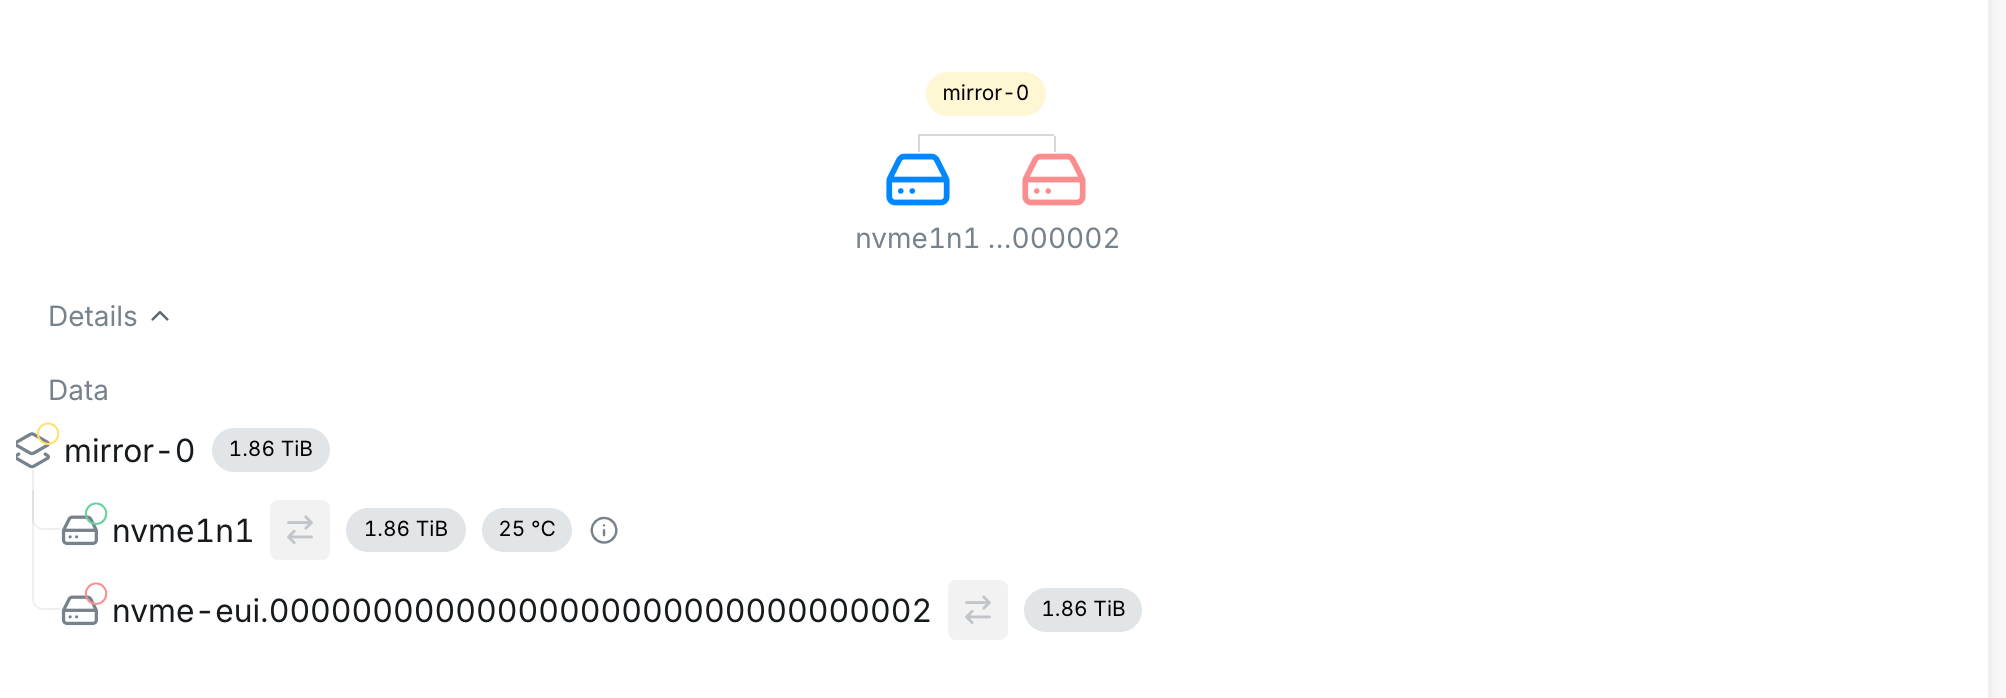 mirror-0
nvme1n1 ...000002
Details
Data
mirror-0 1.86 TiB
nvme1n1 1.86 TiB 25 °C
nvme-eui.00000000000000000000000000000002 1.86 TiB